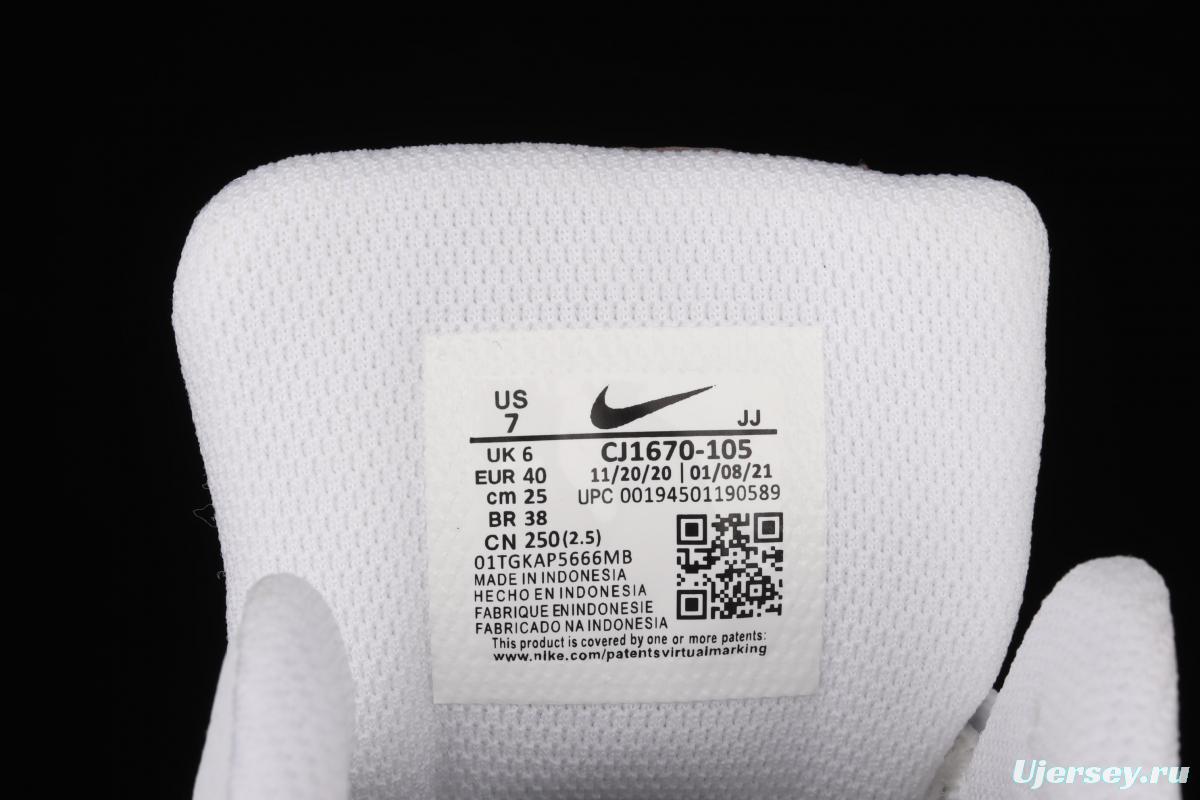 US
7
JJ
UK 6
CJ1670-105
EUR 40
11/20/20 | 01/08/21
cm 25
UPC 00194501190589
BR 38
CN 250(2.5)
01TGKAP5666MB
MADE IN INDONESIA
HECHO EN INDONESIA
FABRIQUE EN INDONESIE
FABRICADO NA INDONESIA
This product is covered by one or more patents:
www.nike.com/patentsvirtualmarking
Ujersey.ru